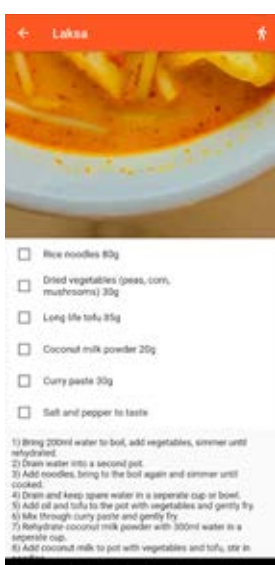 Laksa
Rice noodles 80g
Dried vegetables (peas, corn,
mushrooms) 30g
Long life tofu 85g
Coconut milk powder 20g
Curry paste 30g
Salt and pepper to taste
1) Bring 200ml water to boil, add vegetables, simmer until
rehydrated.
2) Drain water into a second pot.
3) Add noodles, bring to the boil again and simmer until
cooked.
4) Drain and keep spare water in a seperate cup or bowl.
5) Add oil and tofu to the pot with vegetables and gently fry.
6) Mix through curry paste and gently fry.
7) Rehydrate coconut milk powder with 300ml water in a
seperate cup.
8) Add coconut milk to pot with vegetables and tofu, stir in